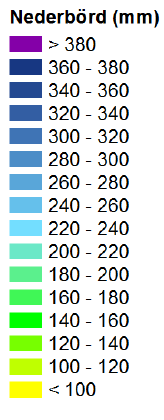 Nederbörd (mm)
> 380
360 - 380
340 - 360
320 - 340
300 - 320
280 - 300
260 - 280
240 - 260
220 - 240
200 - 220
180 - 200
160 - 180
140 - 160
120 - 140
100 - 120
< 100